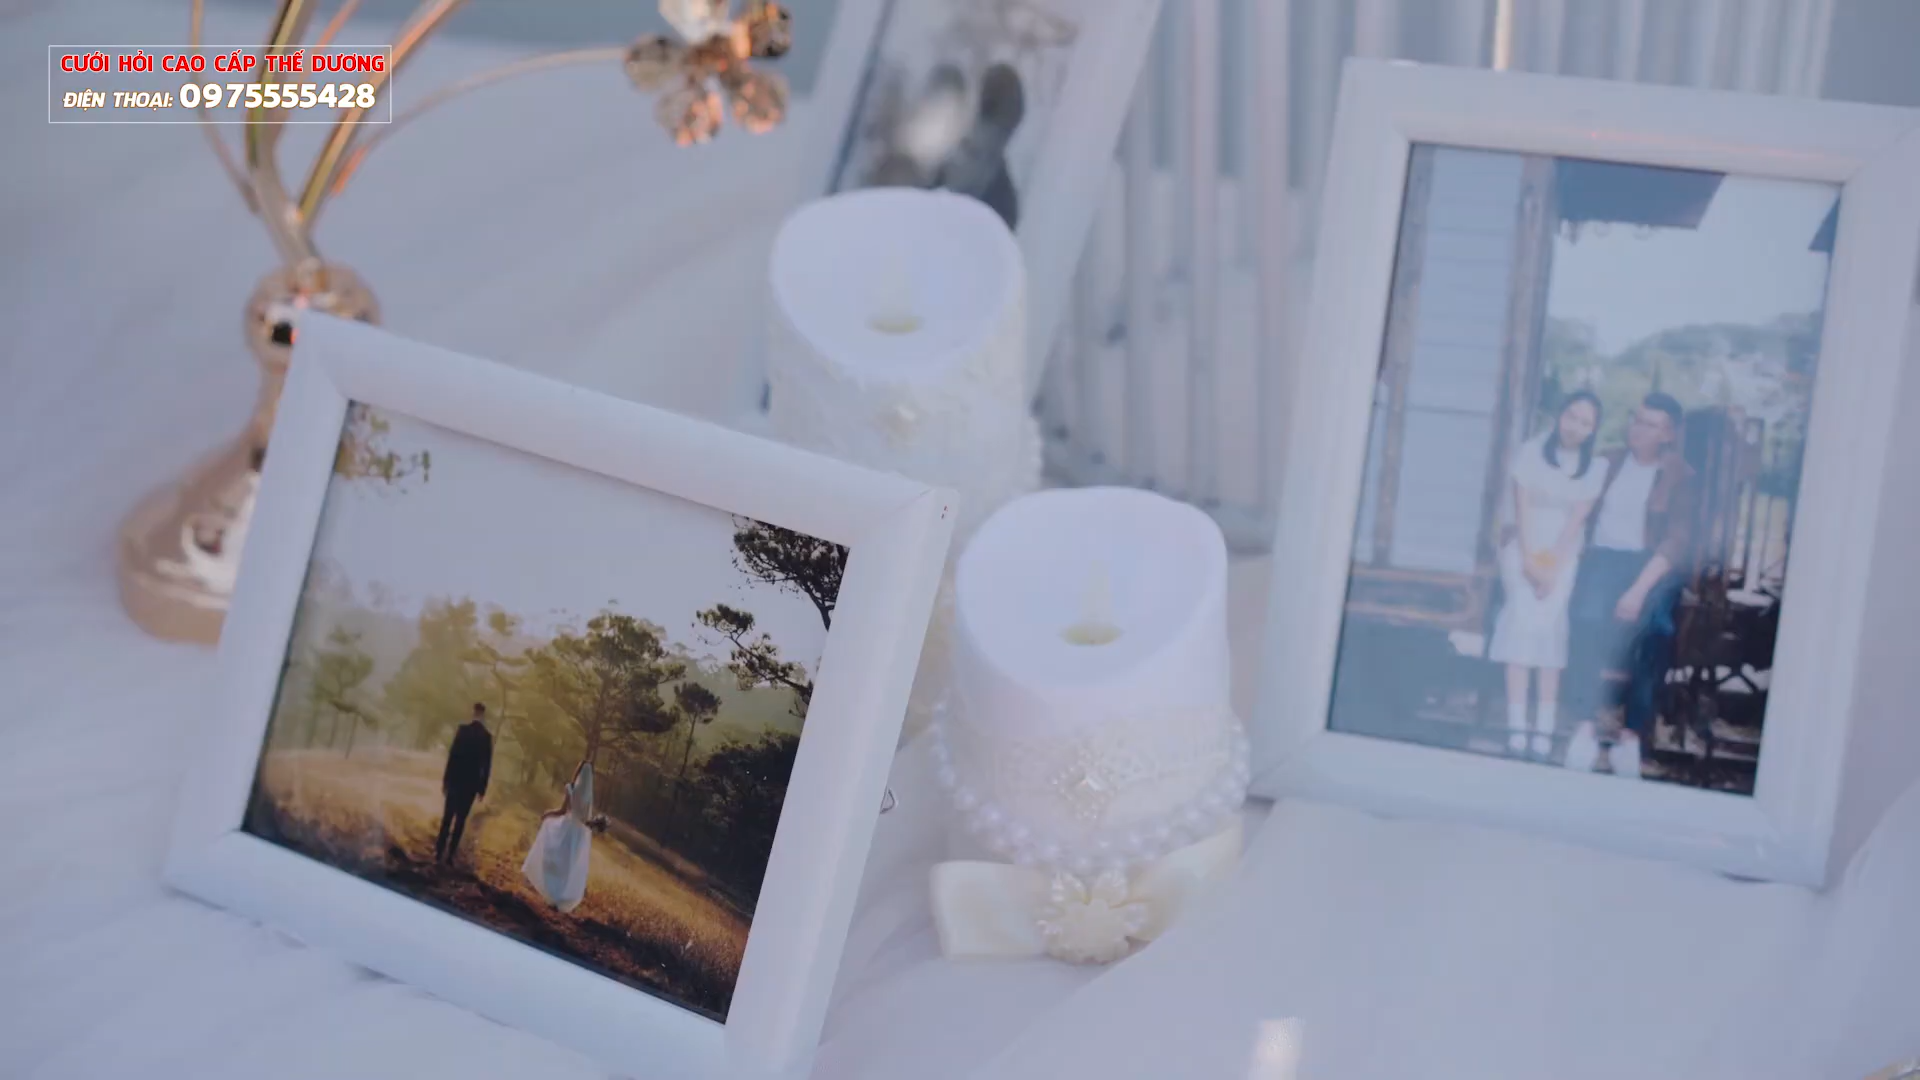 CƯỚI HỎI CAO CẤP THẾ DƯƠNG
ĐIỆN THOẠI: 0975555428